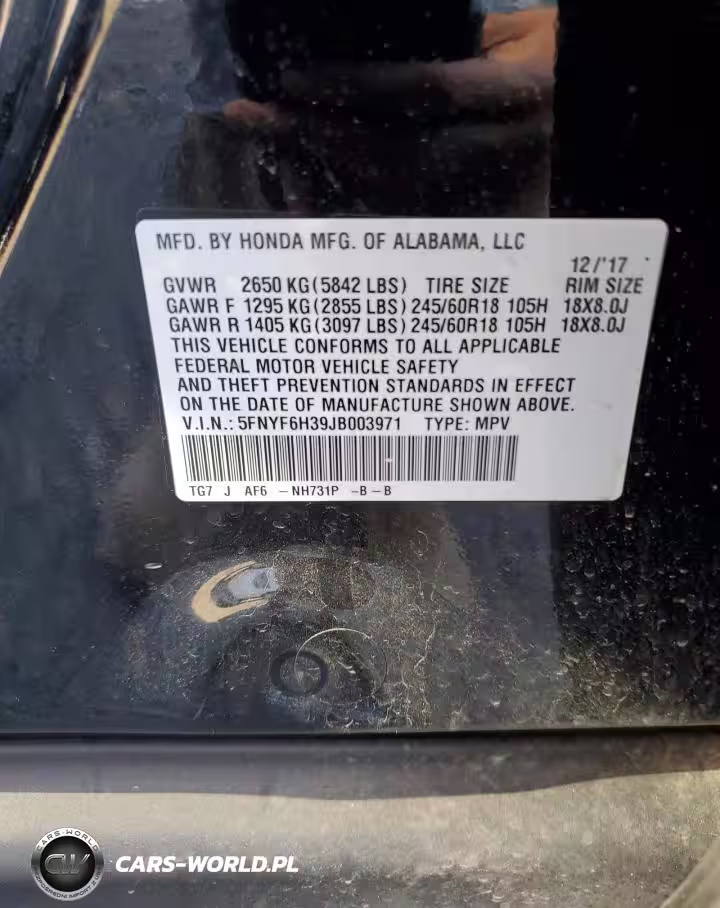 MFD. BY HONDA MFG. OF ALABAMA, LLC
12/'17
GVWR 2650 KG(5842 LBS) TIRE SIZE RIM SIZE
GAWR F 1295 KG(2855 LBS) 245/60R18 105H 18X8.0J
GAWR R 1405 KG(3097 LBS) 245/60R18 105H 18X8.0J
THIS VEHICLE CONFORMS TO ALL APPLICABLE
FEDERAL MOTOR VEHICLE SAFETY
AND THEFT PREVENTION STANDARDS IN EFFECT
ON THE DATE OF MANUFACTURE SHOWN ABOVE.
V.I.N.: 5FNYF6H39JB003971 TYPE: MPV
TG7 J AF6 -NH731P -B-B
CARS-WORLD
CW
CARS-WORLD.PL